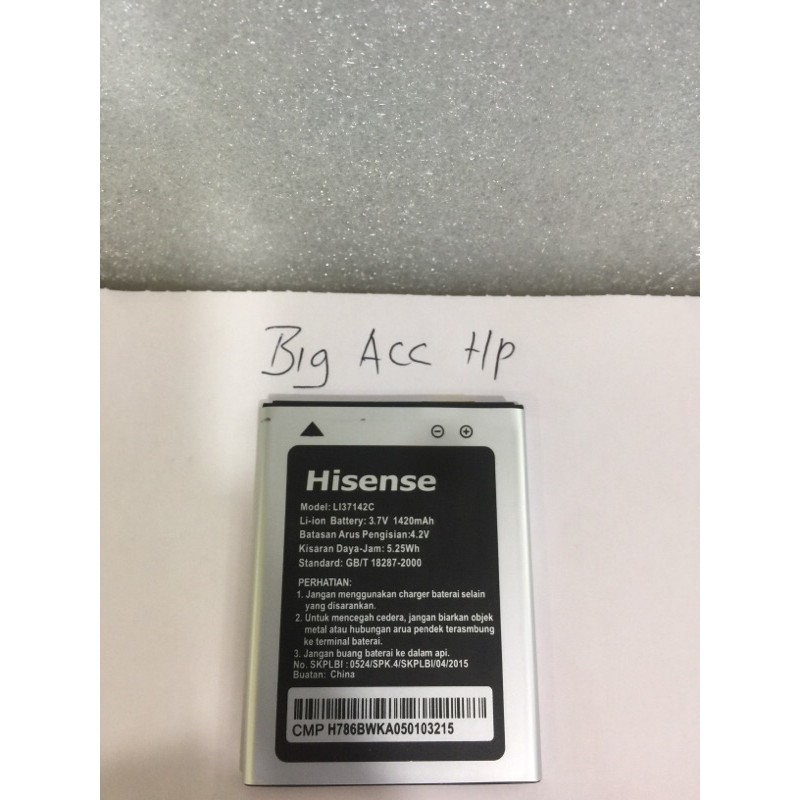 Big Acc Hp
Hisense
Model: LI37142C
Li-ion Battery: 3.7V 1420mAh
Batasan Arus Pengisian:4.2V
Kisaran Daya-Jam: 5.25Wh
Standard: GB/T 18287-2000
PERHATIAN:
1. Jangan menggunakan charger baterai selain
yang disarankan.
2. Untuk mencegah cedera, jangan biarkan objek
metal atau hubungan arua pendek terasmbung
ke terminal baterai.
3. Jangan buang baterai ke dalam api.
No. SKPLBI : 0524/SPK.4/SKPLBI/04/2015
Buatan: China
CMP H786BWKA050103215